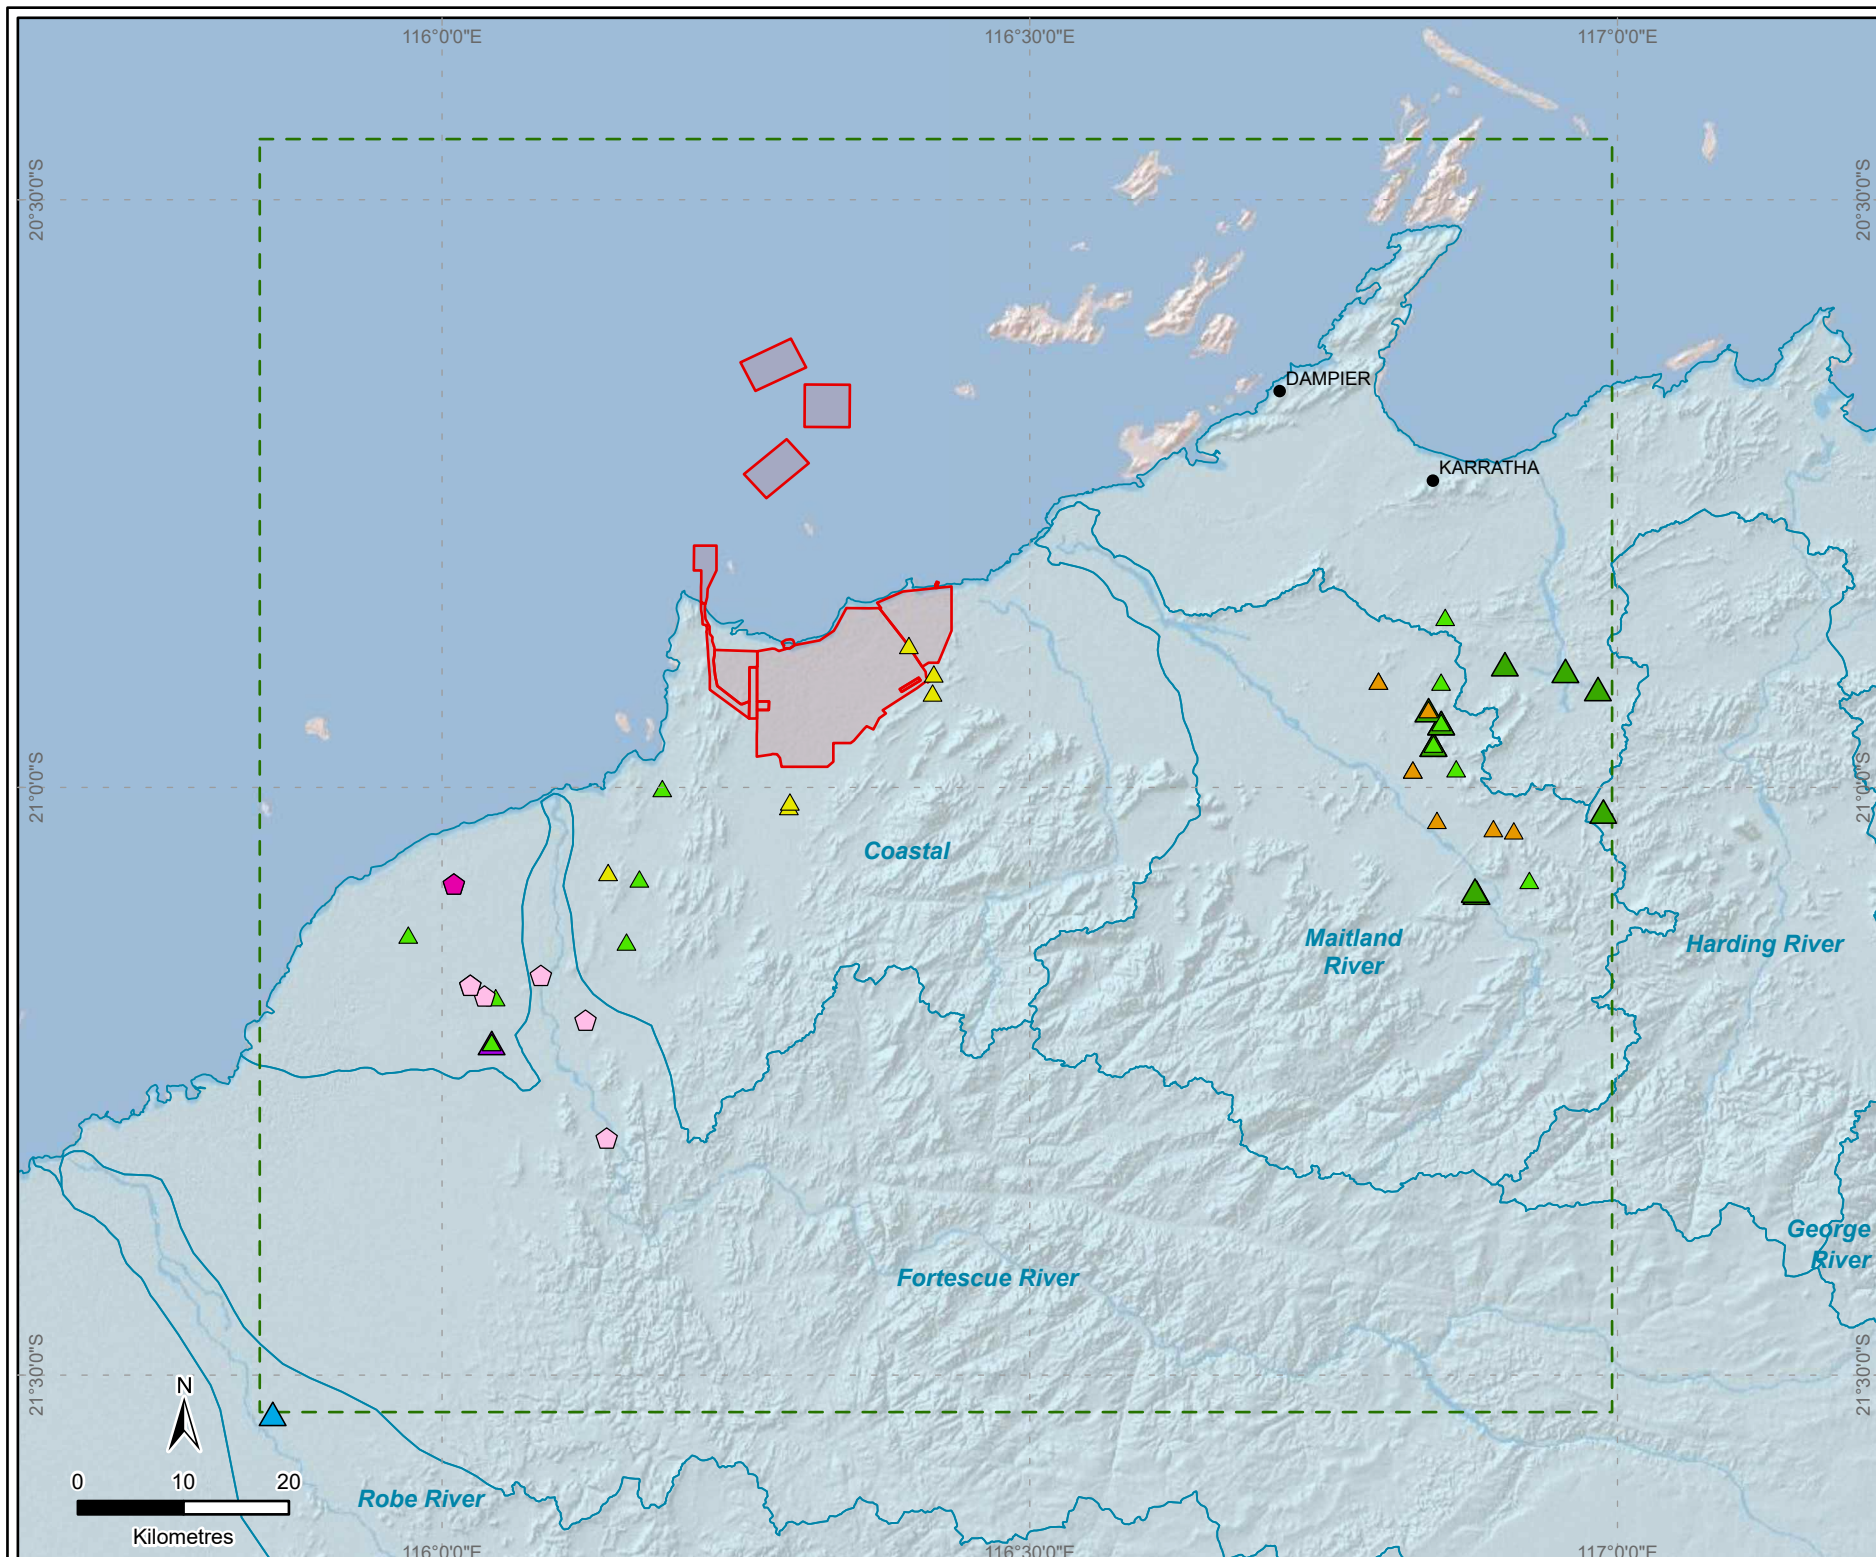 116°0'0"E
116°30'0"E
117°0'0"E
20°30'0"S
20°30'0"S
DAMPIER
KARRATHA
21°0'0"S
21°0'0"S
Coastal
Maitland
River
Harding River
George
River
Fortescue River
21°30'0"S
21°30'0"S
N
0 10 20
Kilometres
Robe River
116°0'0"E
116°30'0"E
117°0'0"E